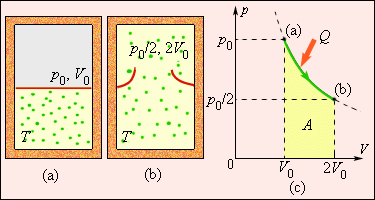 p₀, V₀
T
(a)
p₀/2, 2V₀
T
(b)
p
p₀
(a)
Q
p₀/2
(b)
A
0
V₀
2V₀
V
(c)